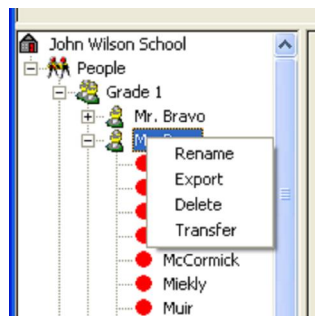 John Wilson School
People
Grade 1
Mr. Bravo
Rename
Export
Delete
Transfer
McCormick
Miekly
Muir